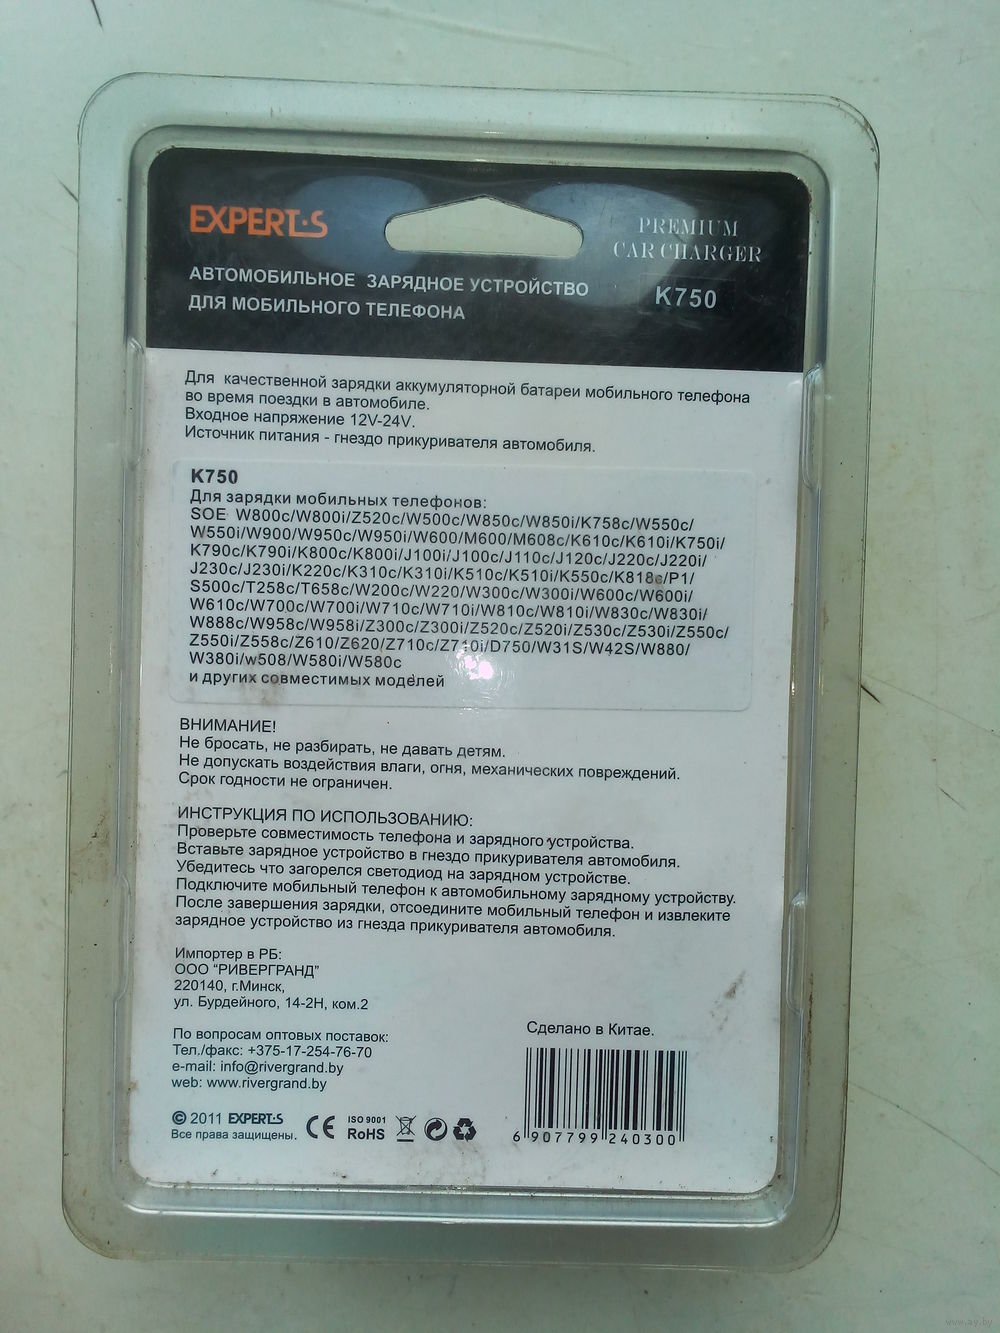 EXPERT-S
PREMIUM
CAR CHARGER
АВТОМОБИЛЬНОЕ ЗАРЯДНОЕ УСТРОЙСТВО
ДЛЯ МОБИЛЬНОГО ТЕЛЕФОНА
K750
Для качественной зарядки аккумуляторной батареи мобильного телефона
во время поездки в автомобиле.
Входное напряжение 12V-24V.
Источник питания - гнездо прикуривателя автомобиля.
K750
Для зарядки мобильных телефонов:
SOE W800c/W800i/Z520c/W500c/W850c/W850i/K758c/W550c/
W550i/W900/W950c/W950i/W600/M600/M608c/K610c/K610i/K750i/
K790c/K790i/K800c/K800i/J100i/J100c/J110c/J120c/J220c/J220i/
J230c/J230i/K220c/K310c/K310i/K510c/K510i/K550c/K818c/P1/
S500c/T258c/T658c/W200c/W220/W300c/W300i/W600c/W600i/
W610c/W700c/W700i/W710c/W710i/W810c/W810i/W830c/W830i/
W888c/W958c/W958i/Z300c/Z300i/Z520c/Z520i/Z530c/Z530i/Z550c/
Z550i/Z558c/Z610/Z620/Z710c/Z710i/D750/W31S/W42S/W880/
W380i/w508/W580i/W580c
и других совместимых моделей
ВНИМАНИЕ!
Не бросать, не разбирать, не давать детям.
Не допускать воздействия влаги, огня, механических повреждений.
Срок годности не ограничен.
ИНСТРУКЦИЯ ПО ИСПОЛЬЗОВАНИЮ:
Проверьте совместимость телефона и зарядного устройства.
Вставьте зарядное устройство в гнездо прикуривателя автомобиля.
Убедитесь что загорелся светодиод на зарядном устройстве.
Подключите мобильный телефон к автомобильному зарядному устройству.
После завершения зарядки, отсоедините мобильный телефон и извлеките
зарядное устройство из гнезда прикуривателя автомобиля.
Импортер в РБ:
ООО "РИВЕРГРАНД"
220140, г.Минск,
ул. Бурдейного, 14-2Н, ком.2
По вопросам оптовых поставок:
Тел./факс: +375-17-254-76-70
e-mail: info@rivergrand.by
web: www.rivergrand.by
© 2011 EXPERT-S
Все права защищены.
CE
ISO 9001
RoHS
Сделано в Китае.
6 907799 240300
www.ay.by